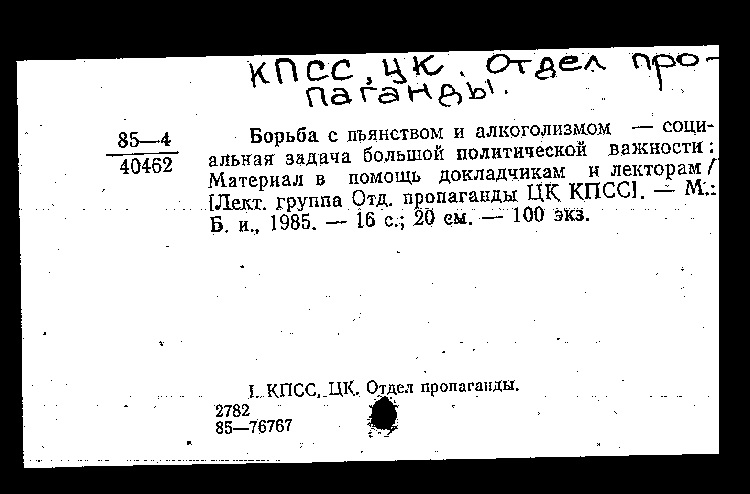 КПСС, ЦК. Отдел про-
паганды.
85—4
40462
Борьба с пьянством и алкоголизмом — соци-
альная задача большой политической важности:
Материал в помощь докладчикам и лекторам /
[Лект. группа Отд. пропаганды ЦК КПСС]. — М.:
Б. и., 1985. — 16 с.; 20 см. — 100 экз.
I. КПСС. ЦК. Отдел пропаганды.
2782
85—76767